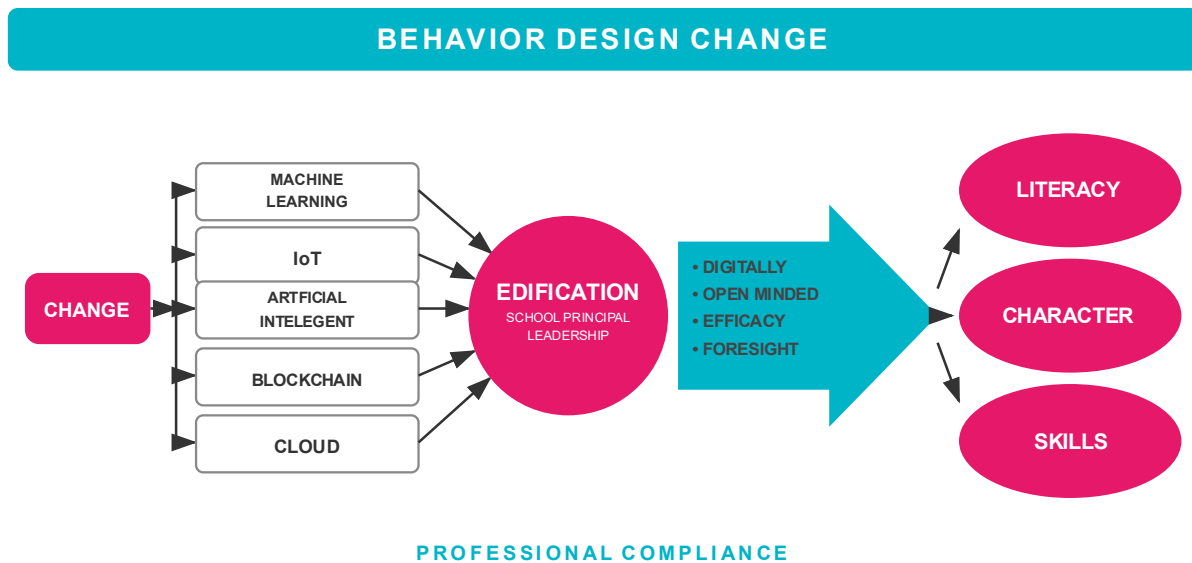 BEHAVIOR DESIGN CHANGE
CHANGE
MACHINE
LEARNING
IoT
ARTFICIAL
INTELEGENT
BLOCKCHAIN
CLOUD
EDIFICATION
SCHOOL PRINCIPAL
LEADERSHIP
• DIGITALLY
• OPEN MINDED
• EFFICACY
• FORESIGHT
LITERACY
CHARACTER
SKILLS
PROFESSIONAL COMPLIANCE